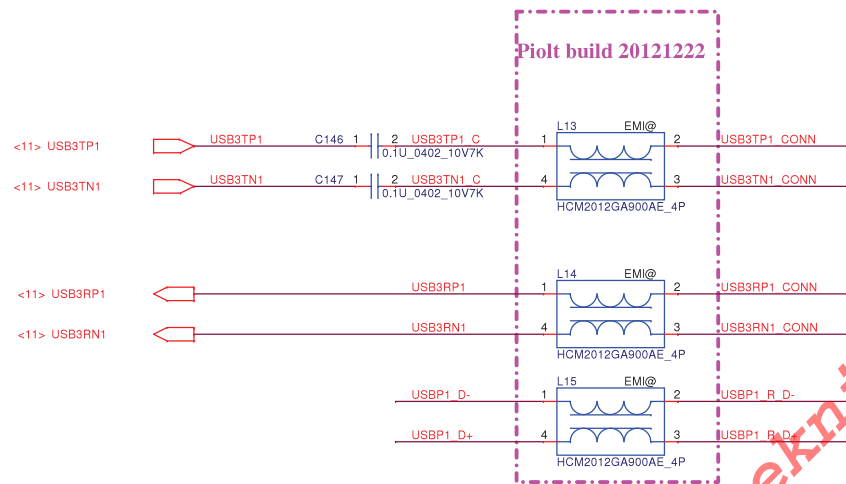 Piolt build 20121222
L13 EMI@
<11> USB3TP1 USB3TP1 C146 1 2 USB3TP1_C 1 2 USB3TP1_CONN
0.1U_0402_10V7K
<11> USB3TN1 USB3TN1 C147 1 2 USB3TN1_C 4 3 USB3TN1_CONN
0.1U_0402_10V7K
HCM2012GA900AE_4P
L14 EMI@
<11> USB3RP1 USB3RP1 1 2 USB3RP1_CONN
<11> USB3RN1 USB3RN1 4 3 USB3RN1_CONN
HCM2012GA900AE_4P
L15 EMI@
USBP1_D- 1 2 USBP1_R_D-
USBP1_D+ 4 3 USBP1_R_D+
HCM2012GA900AE_4P